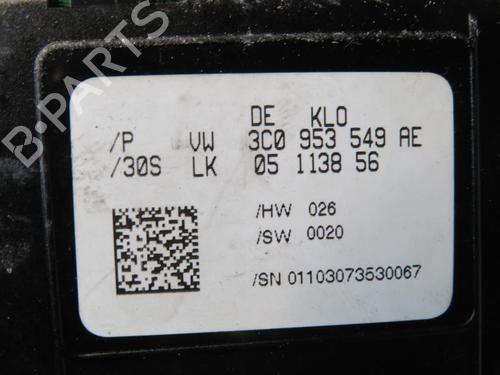 DE KLO
/P VW 3C0 953 549 AE
/30S LK 05 1138 56
/HW 026
/SW 0020
/SN 01103073530067
B-PARTS